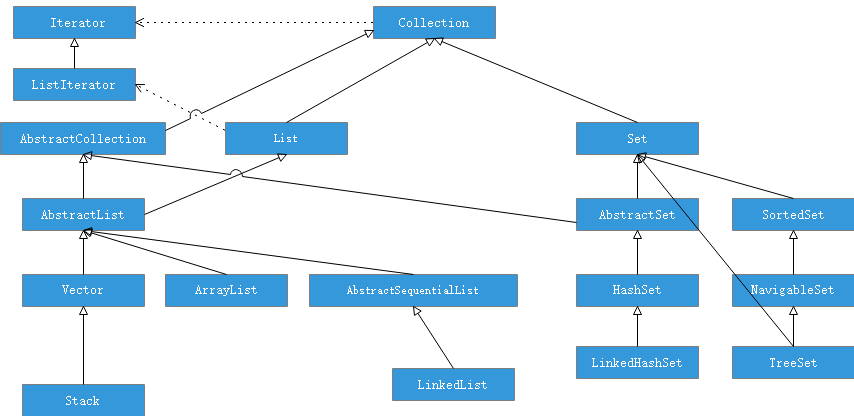 Iterator
Collection
ListIterator
AbstractCollection
List
Set
AbstractList
AbstractSet
SortedSet
Vector
ArrayList
AbstractSequentialList
HashSet
NavigableSet
LinkedHashSet
TreeSet
LinkedList
Stack